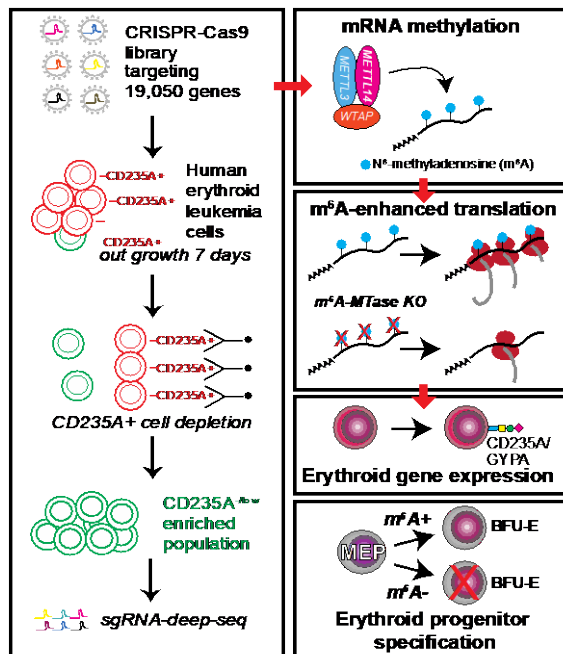 CRISPR-Cas9
library
targeting
19,050 genes
CD235A
CD235A
CD235A
Human
erythroid
leukemia
cells
out growth 7 days
CD235A
CD235A
CD235A
CD235A+ cell depletion
CD235A-/low
enriched
population
sgRNA-deep-seq
mRNA methylation
METTL3
METTL14
WTAP
N⁶-methyladenosine (m⁶A)
m⁶A-enhanced translation
m⁶A-MTase KO
CD235A/
GYPA
Erythroid gene expression
MEP
m⁶A+
BFU-E
m⁶A-
BFU-E
Erythroid progenitor
specification